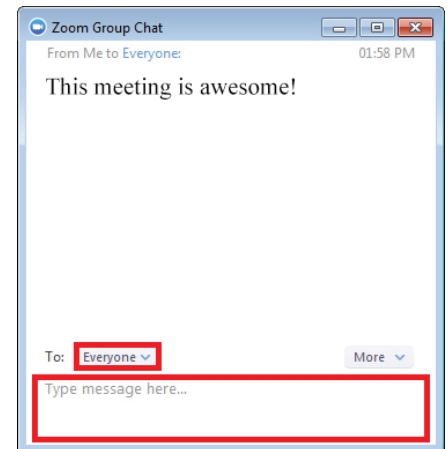 Zoom Group Chat
From Me to Everyone: 01:58 PM
This meeting is awesome!
To: Everyone More
Type message here...